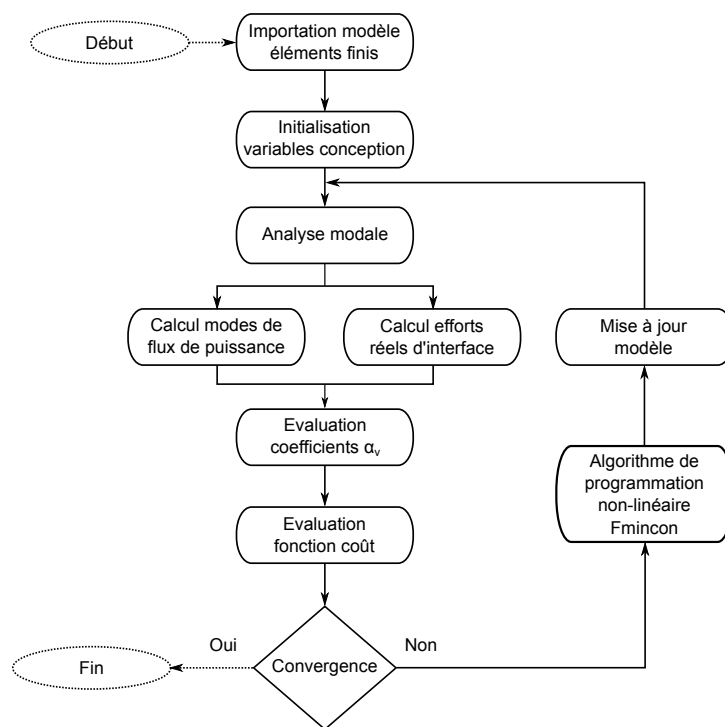 Début
Importation modèle
éléments finis
Initialisation
variables conception
Analyse modale
Calcul modes de
flux de puissance
Calcul efforts
réels d'interface
Mise à jour
modèle
Evaluation
coefficients αᵥ
Algorithme de
programmation
non-linéaire
Fmincon
Evaluation
fonction coût
Oui
Non
Convergence
Fin